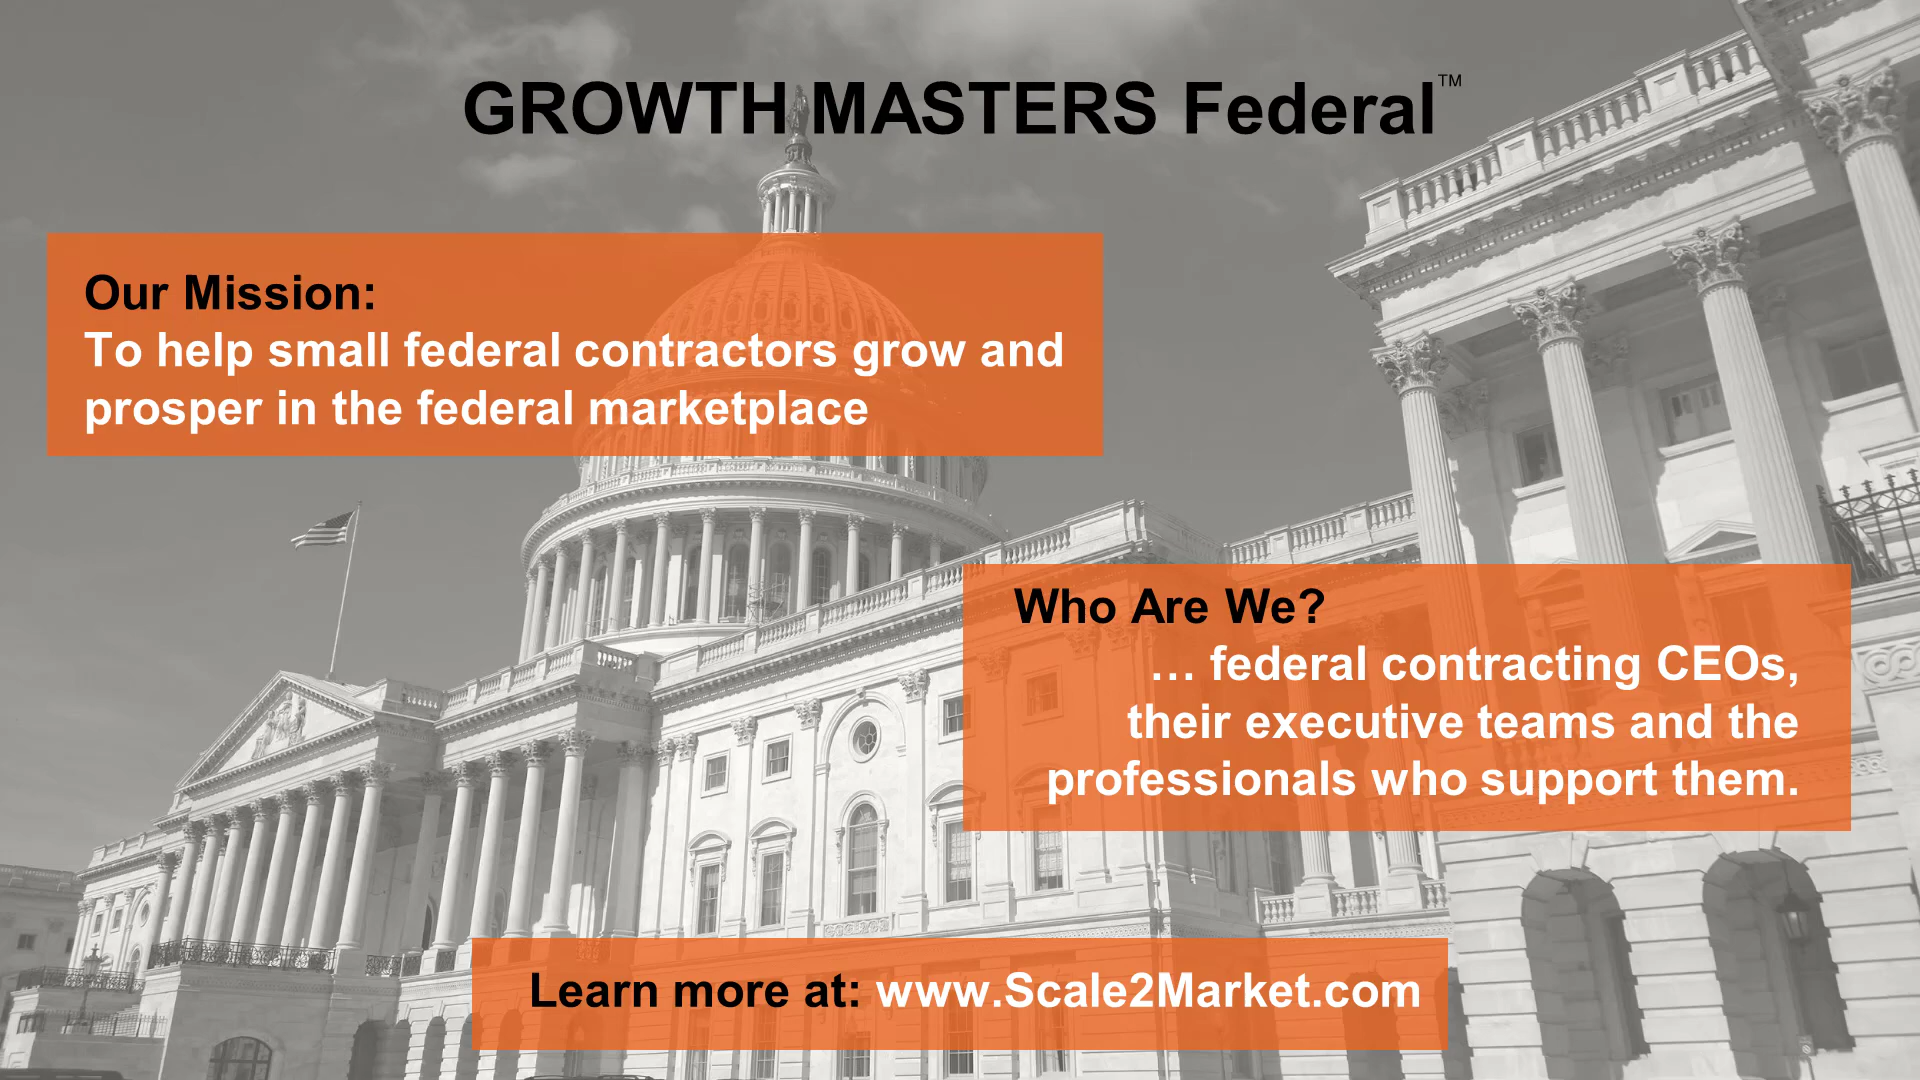 GROWTH MASTERS Federal™
Our Mission:
To help small federal contractors grow and
prosper in the federal marketplace
Who Are We?
… federal contracting CEOs,
their executive teams and the
professionals who support them.
Learn more at: www.Scale2Market.com